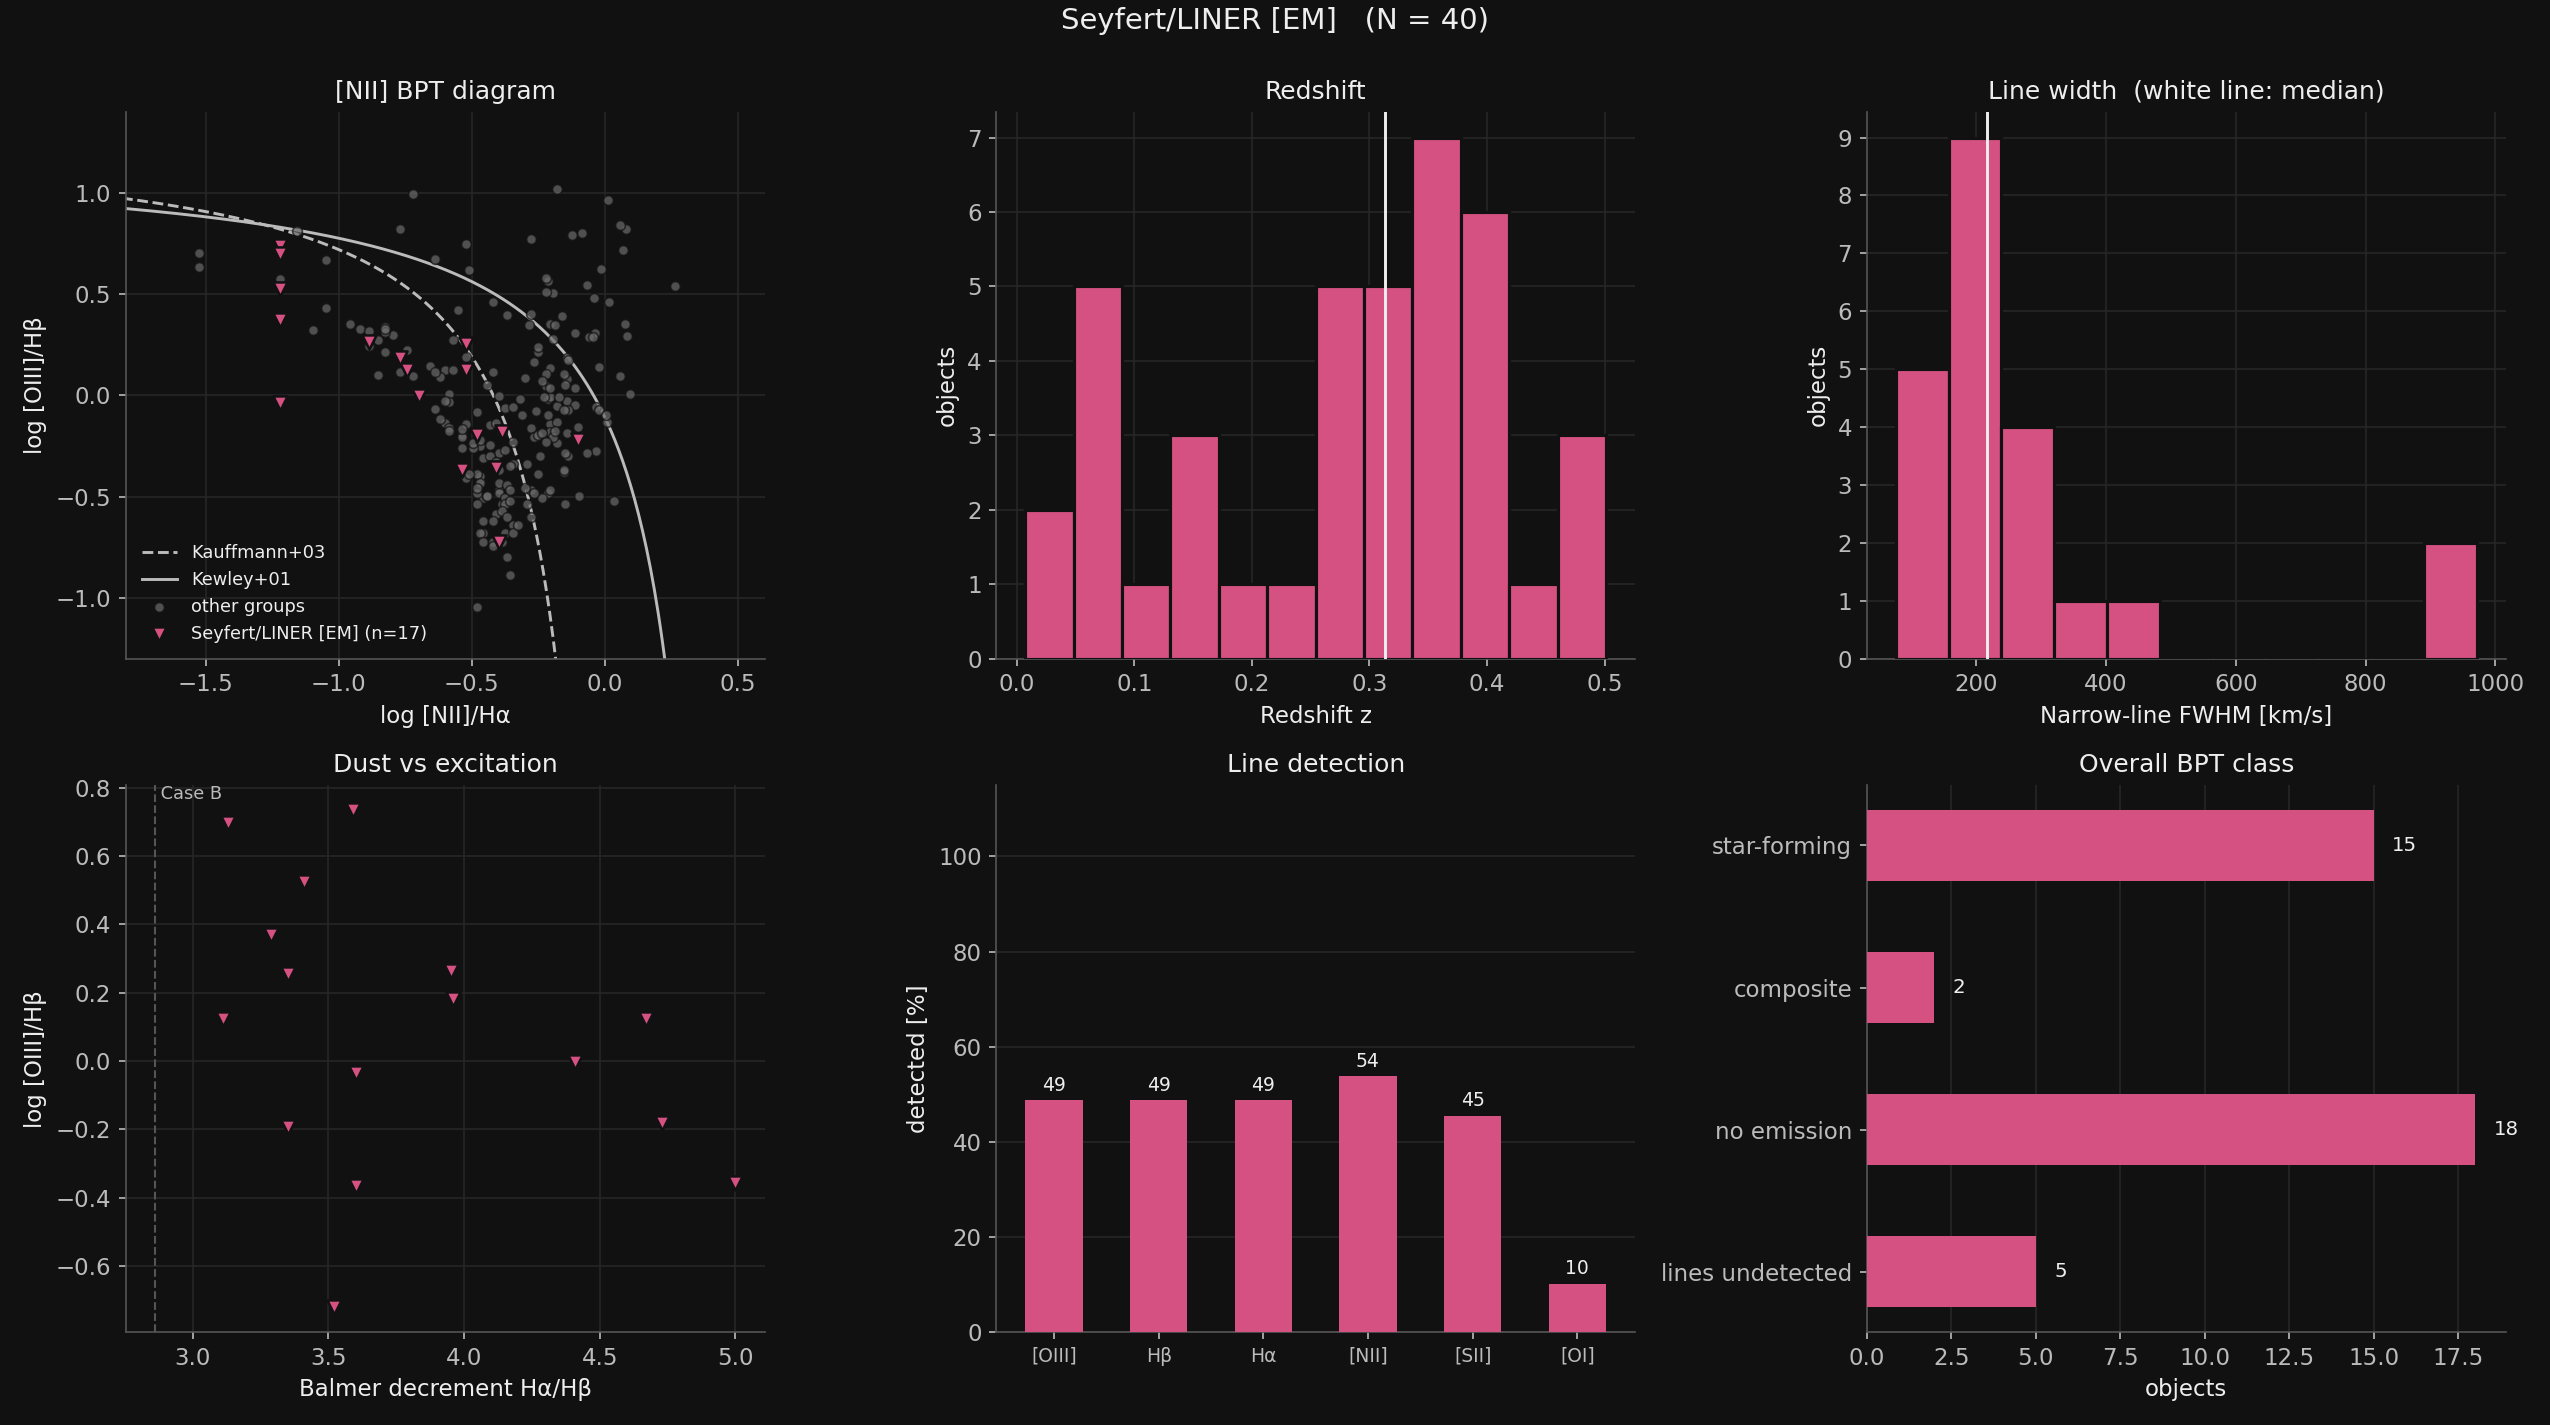 Seyfert/LINER [EM]   (N = 40)
[NII] BPT diagram
log [OIII]/Hβ
1.0
0.5
0.0
−0.5
−1.0
Kauffmann+03
Kewley+01
other groups
Seyfert/LINER [EM] (n=17)
−1.5
−1.0
−0.5
0.0
0.5
log [NII]/Hα
Redshift
objects
7
6
5
4
3
2
1
0
0.0
0.1
0.2
0.3
0.4
0.5
Redshift z
Line width  (white line: median)
objects
9
8
7
6
5
4
3
2
1
0
200
400
600
800
1000
Narrow-line FWHM [km/s]
Dust vs excitation
log [OIII]/Hβ
0.8
0.6
0.4
0.2
0.0
−0.2
−0.4
−0.6
Case B
3.0
3.5
4.0
4.5
5.0
Balmer decrement Hα/Hβ
Line detection
detected [%]
100
80
60
40
20
0
49
49
49
54
45
10
[OIII]
Hβ
Hα
[NII]
[SII]
[OI]
Overall BPT class
star-forming
15
composite
2
no emission
18
lines undetected
5
0.0
2.5
5.0
7.5
10.0
12.5
15.0
17.5
objects